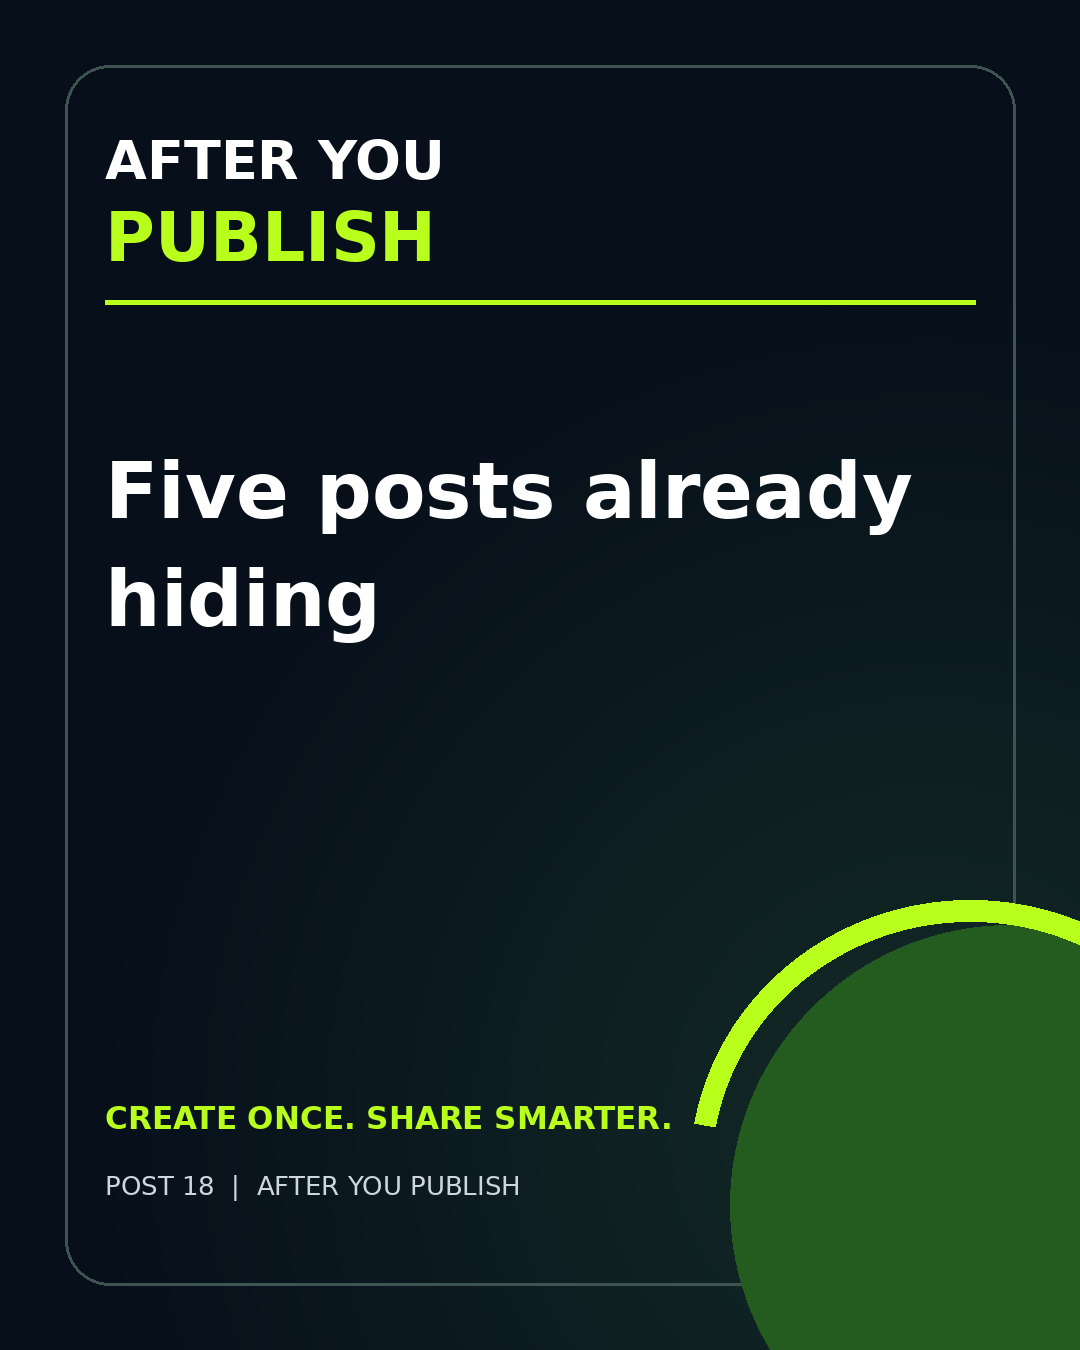 AFTER YOU
PUBLISH
Five posts already
hiding
CREATE ONCE. SHARE SMARTER.
POST 18 | AFTER YOU PUBLISH